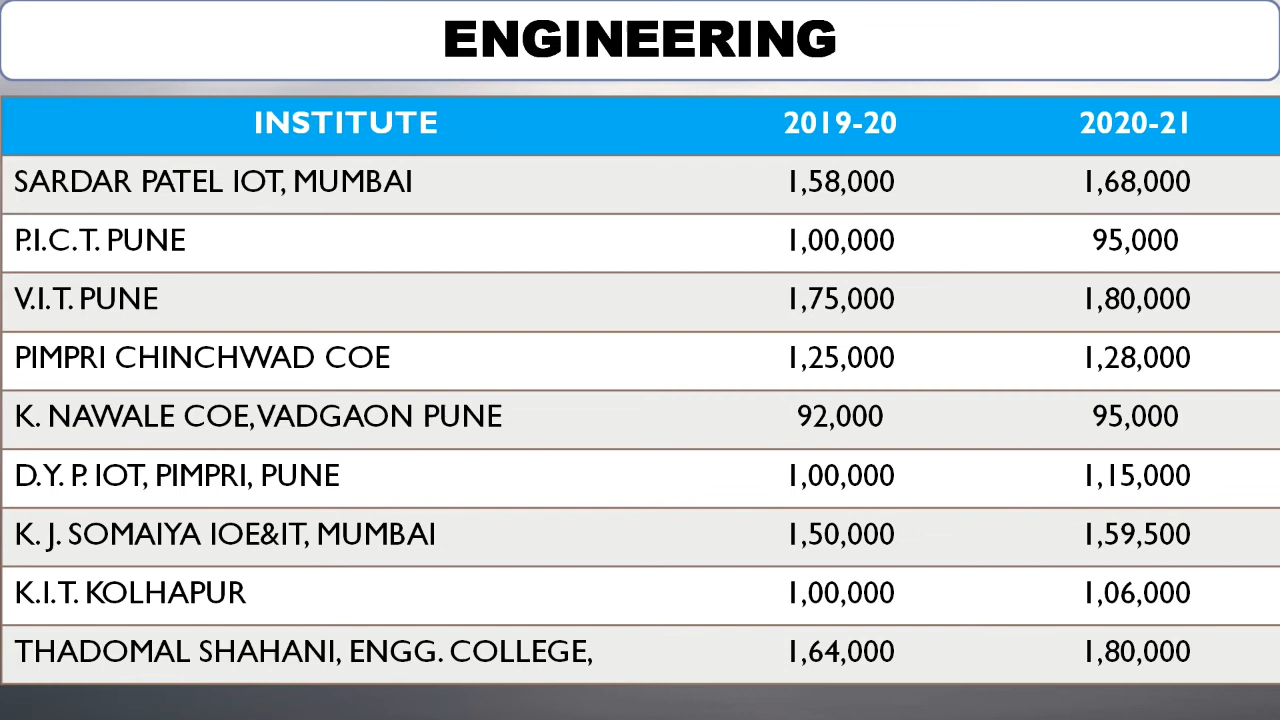 ENGINEERING
INSTITUTE 2019-20 2020-21
SARDAR PATEL IOT, MUMBAI 1,58,000 1,68,000
P.I.C.T. PUNE 1,00,000 95,000
V.I.T. PUNE 1,75,000 1,80,000
PIMPRI CHINCHWAD COE 1,25,000 1,28,000
K. NAWALE COE, VADGAON PUNE 92,000 95,000
D.Y. P. IOT, PIMPRI, PUNE 1,00,000 1,15,000
K. J. SOMAIYA IOE&IT, MUMBAI 1,50,000 1,59,500
K.I.T. KOLHAPUR 1,00,000 1,06,000
THADOMAL SHAHANI, ENGG. COLLEGE, 1,64,000 1,80,000